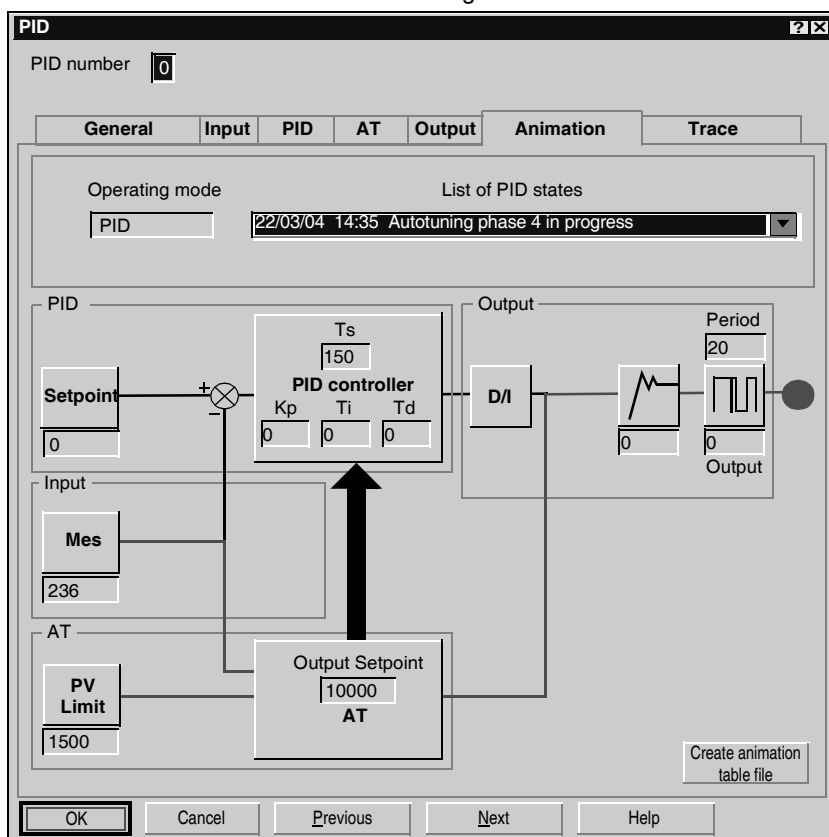 PID
PID number 0
General Input PID AT Output Animation Trace
Operating mode List of PID states
PID 22/03/04 14:35 Autotuning phase 4 in progress
PID
Output
Ts
150
Period
20
Setpoint
+
−
PID controller
Kp Ti Td
0 0 0
D/I
0
0
0
Output
Input
Mes
236
AT
PV
Limit
1500
Output Setpoint
10000
AT
Create animation
table file
OK Cancel Previous Next Help